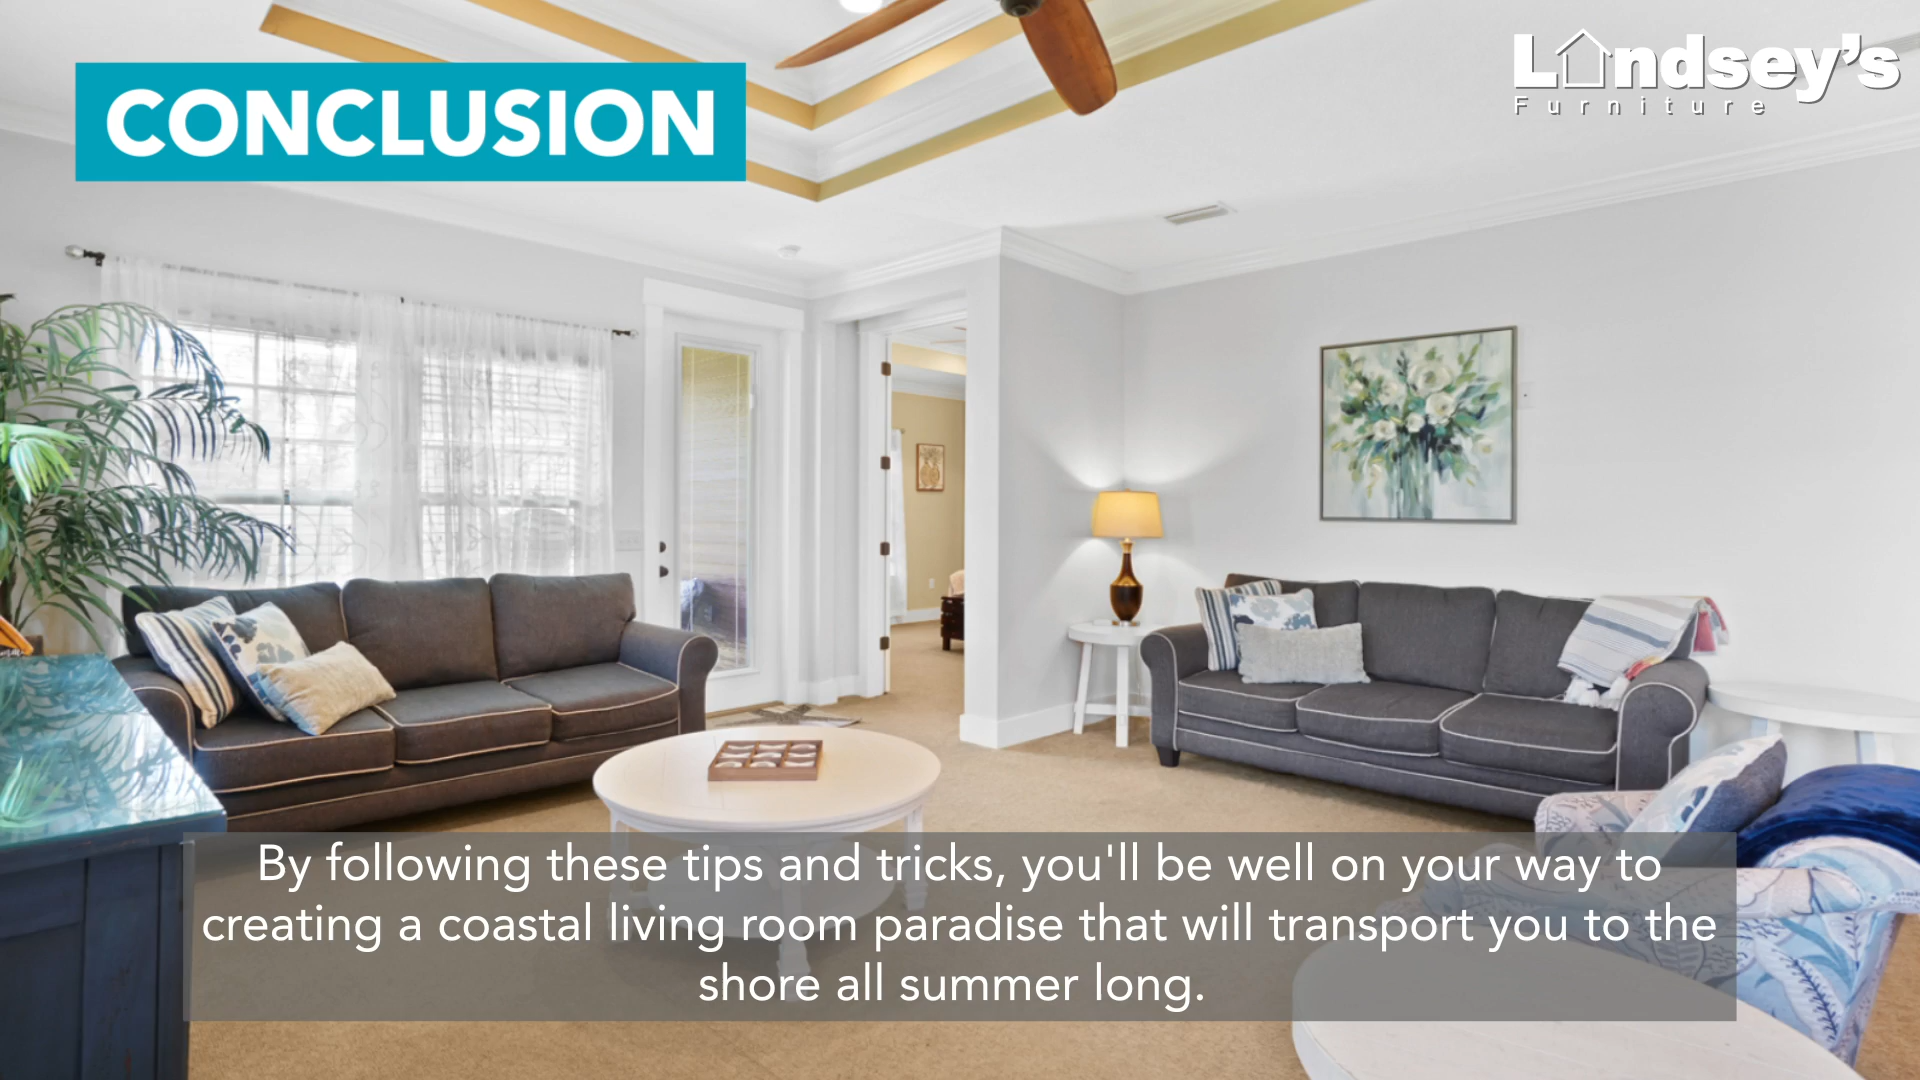 CONCLUSION
Lindsey's
Furniture
By following these tips and tricks, you'll be well on your way to
creating a coastal living room paradise that will transport you to the
shore all summer long.